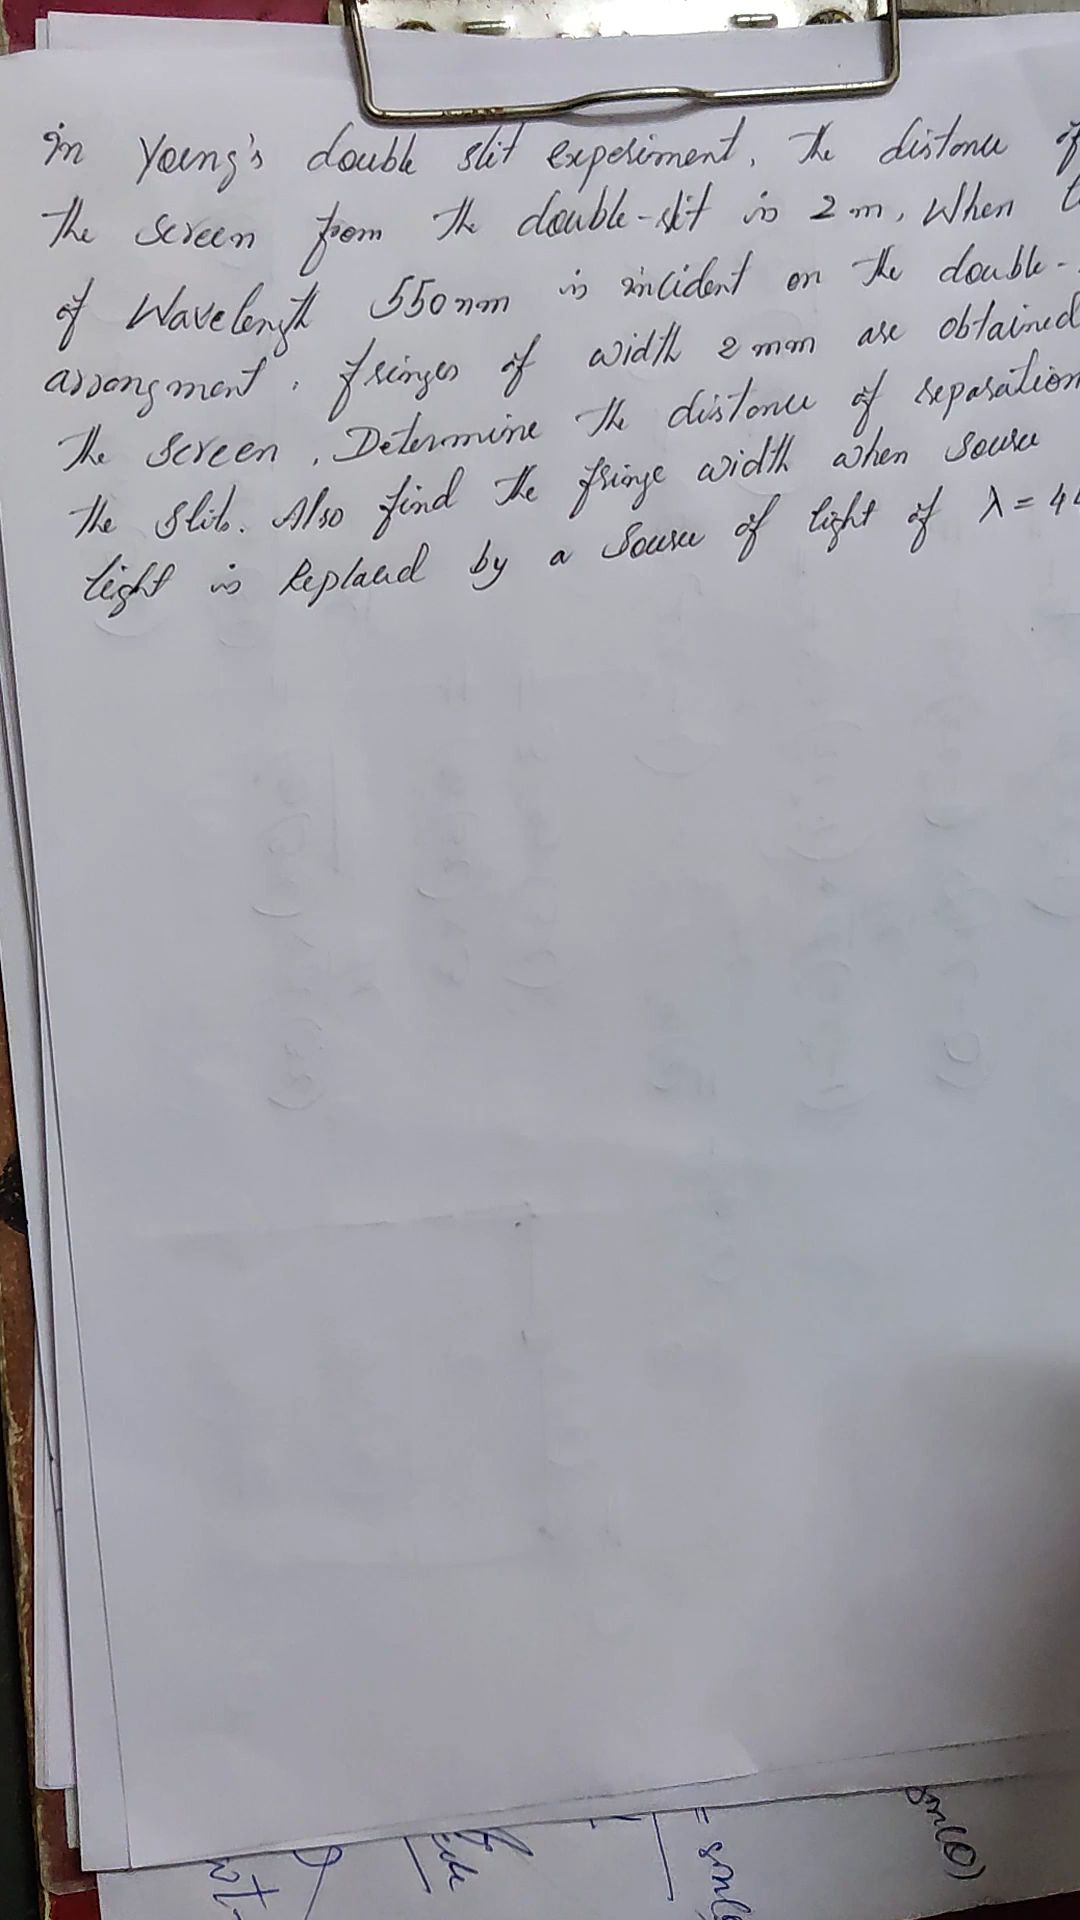 In Young's double slit experiment, The distance of
the screen from the double-slit is 2 m, When
of Wavelength 550 nm is incident on the double-
arrongment, fringes of width 2 mm are obtained
the screen, Determine the distance of separation
the slits. Also find the fringe width when source
light is Replaced by a source of light of λ = 44